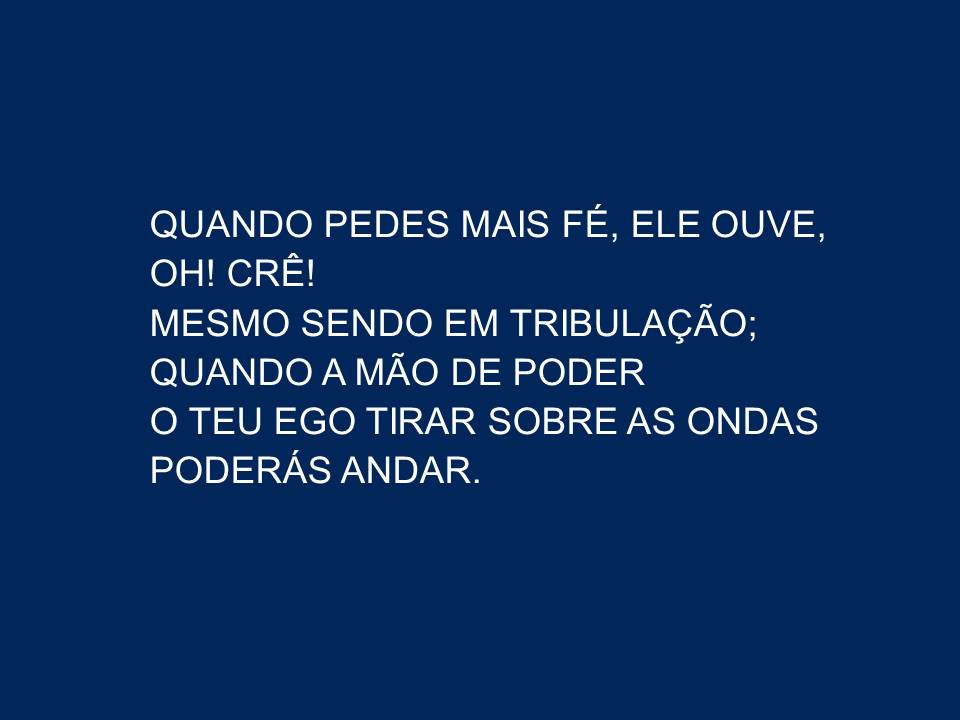 QUANDO PEDES MAIS FÉ, ELE OUVE,
OH! CRÊ!
MESMO SENDO EM TRIBULAÇÃO;
QUANDO A MÃO DE PODER
O TEU EGO TIRAR SOBRE AS ONDAS
PODERÁS ANDAR.